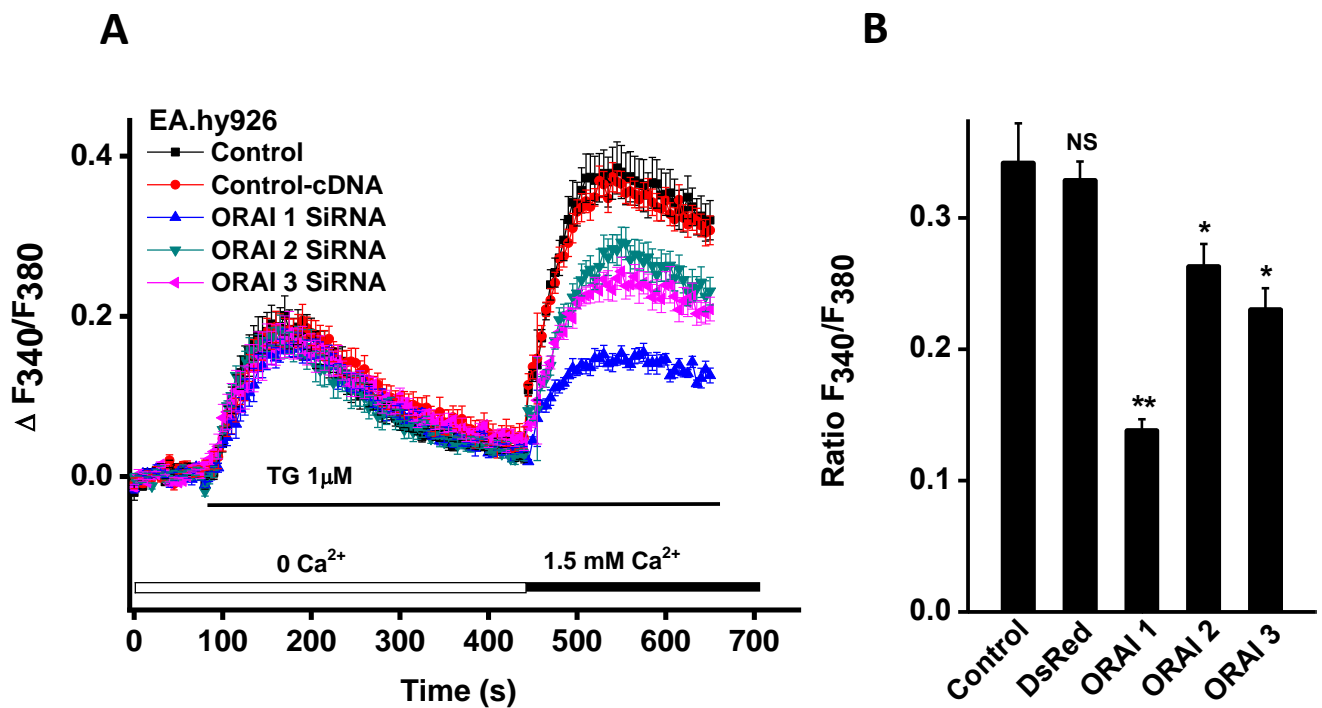 A
EA.hy926
Control
Control-cDNA
ORAI 1 SiRNA
ORAI 2 SiRNA
ORAI 3 SiRNA
0.4
0.2
0.0
Δ F340/F380
TG 1μM
0 Ca2+
1.5 mM Ca2+
0 100 200 300 400 500 600 700
Time (s)
B
NS
**
*
*
0.3
0.2
0.1
0.0
Ratio F340/F380
Control
DsRed
ORAI 1
ORAI 2
ORAI 3